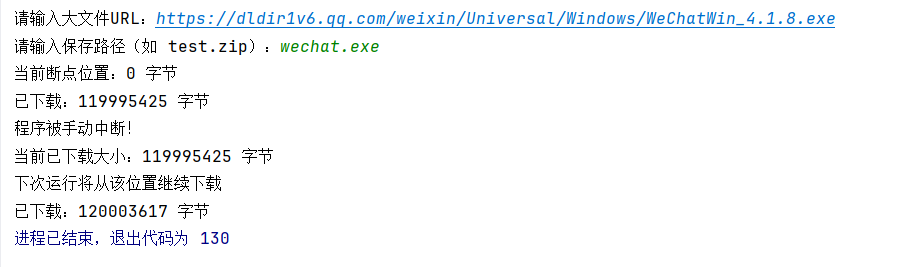 请输入大文件URL：https://dldir1v6.qq.com/weixin/Universal/Windows/WeChatWin_4.1.8.exe
请输入保存路径（如 test.zip）：wechat.exe
当前断点位置：0 字节
已下载：119995425 字节
程序被手动中断！
当前已下载大小：119995425 字节
下次运行将从该位置继续下载
已下载：120003617 字节
进程已结束，退出代码为 130